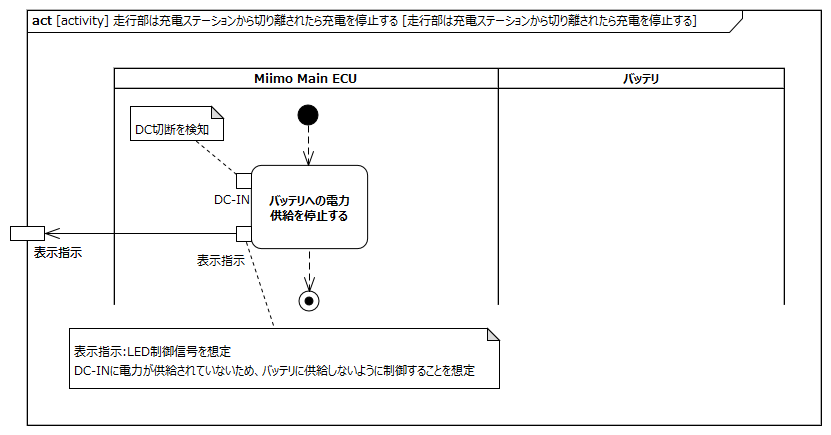 act [activity] 走行部は充電ステーションから切り離されたら充電を停止する [走行部は充電ステーションから切り離されたら充電を停止する]
Miimo Main ECU
バッテリ
DC切断を検知
DC-IN
バッテリへの電力
供給を停止する
表示指示
表示指示
表示指示:LED制御信号を想定
DC-INに電力が供給されていないため、バッテリに供給しないように制御することを想定